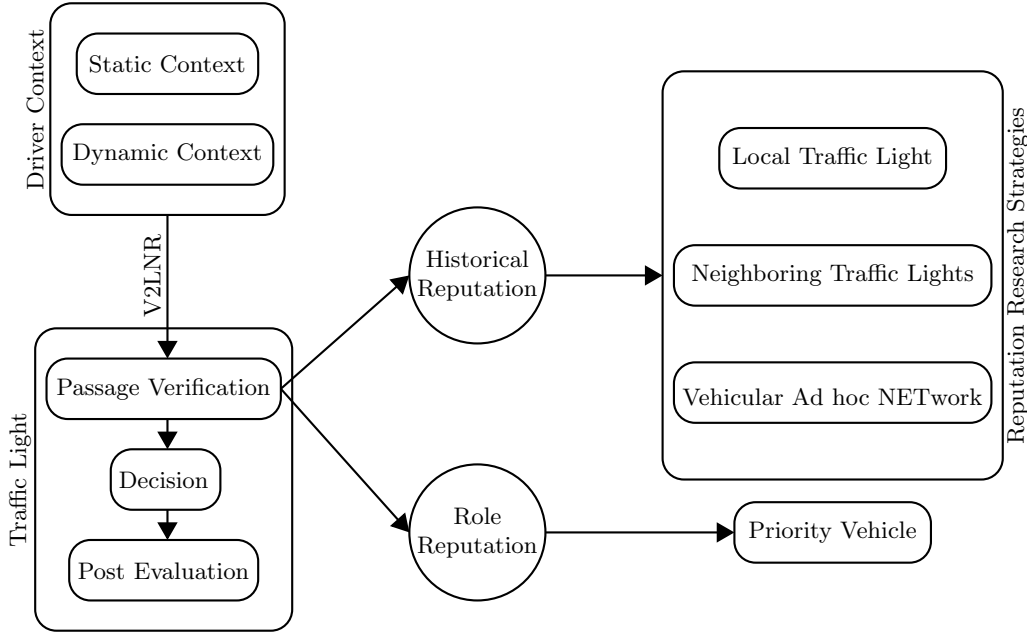 Driver Context
Static Context
Dynamic Context
V2LNR
Traffic Light
Passage Verification
Decision
Post Evaluation
Historical
Reputation
Role
Reputation
Reputation Research Strategies
Local Traffic Light
Neighboring Traffic Lights
Vehicular Ad hoc NETwork
Priority Vehicle